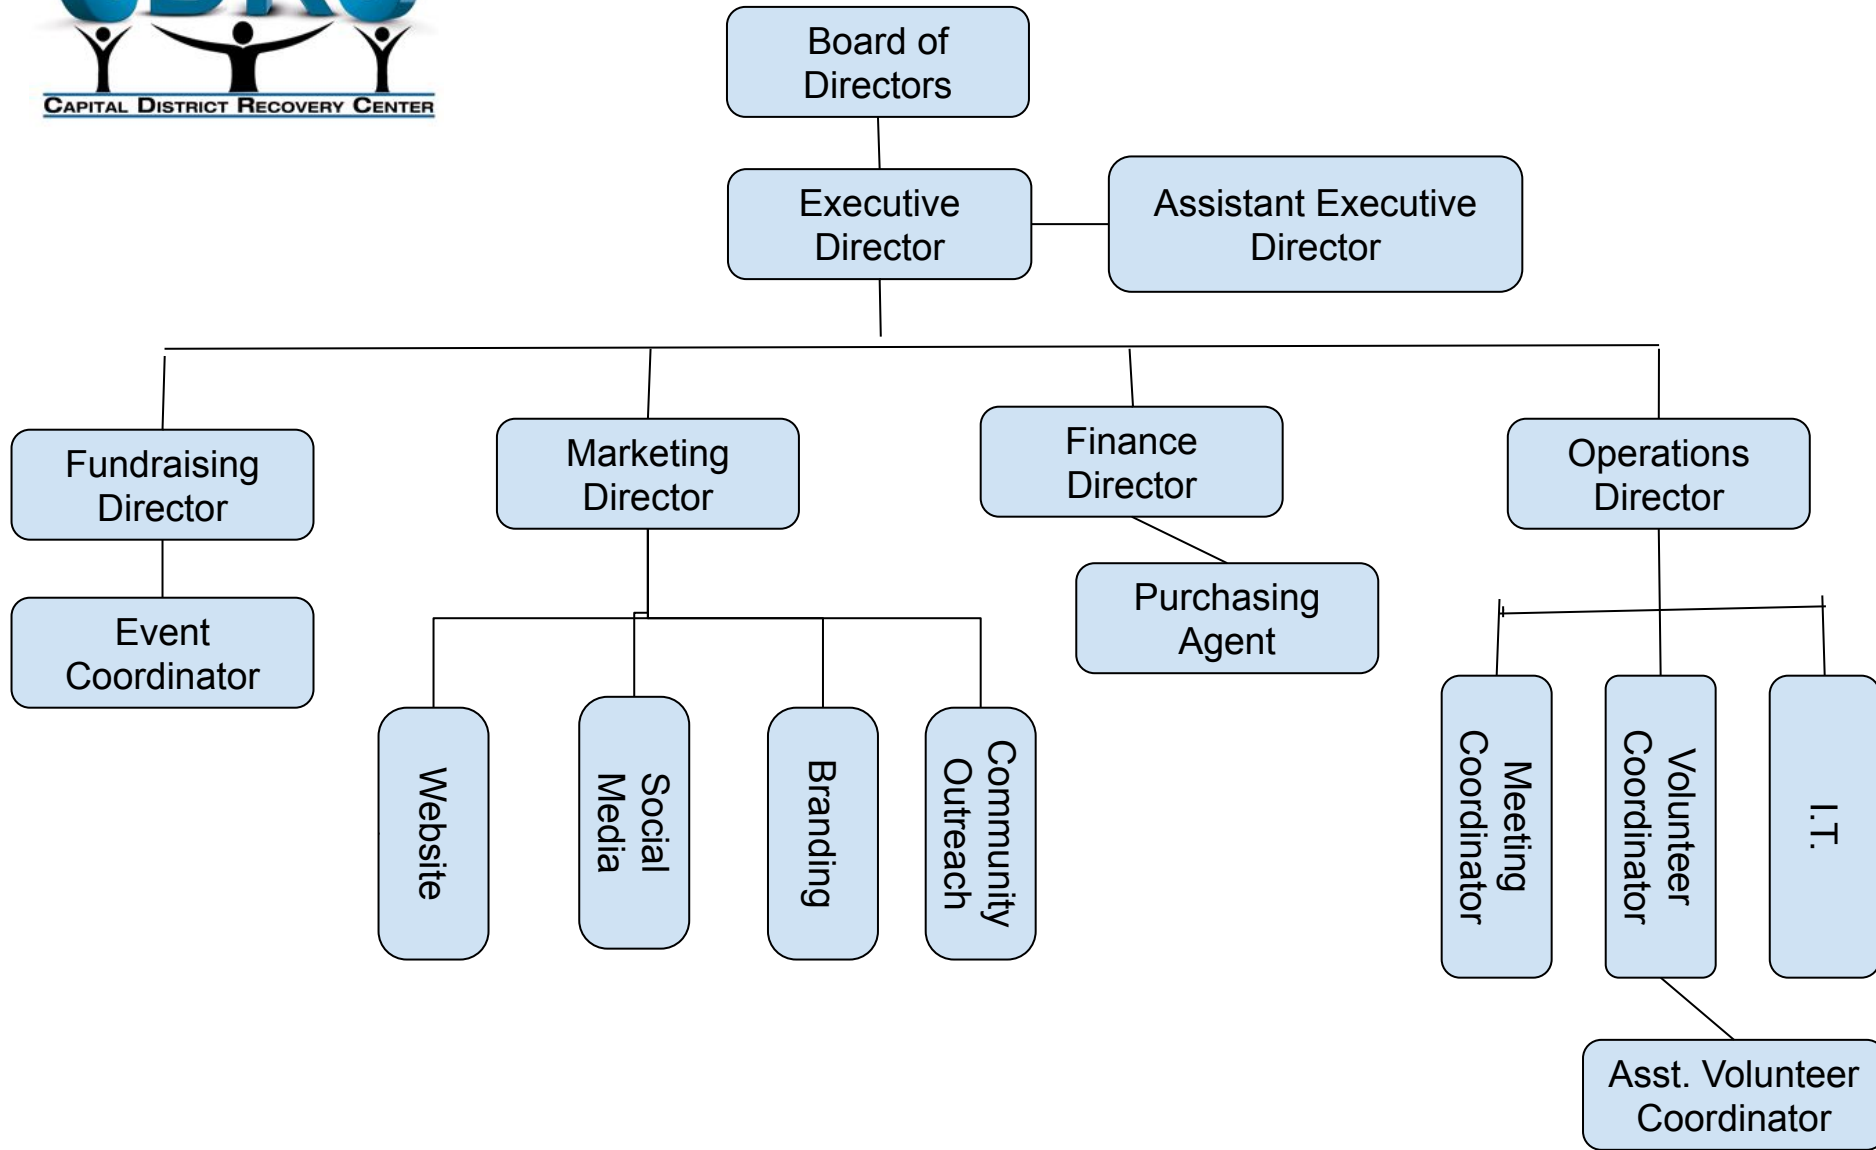 CAPITAL DISTRICT RECOVERY CENTER
Board of
Directors
Executive
Director
Assistant Executive
Director
Fundraising
Director
Marketing
Director
Finance
Director
Operations
Director
Event
Coordinator
Purchasing
Agent
Website
Social
Media
Branding
Community
Outreach
Meeting
Coordinator
Volunteer
Coordinator
I.T.
Asst. Volunteer
Coordinator